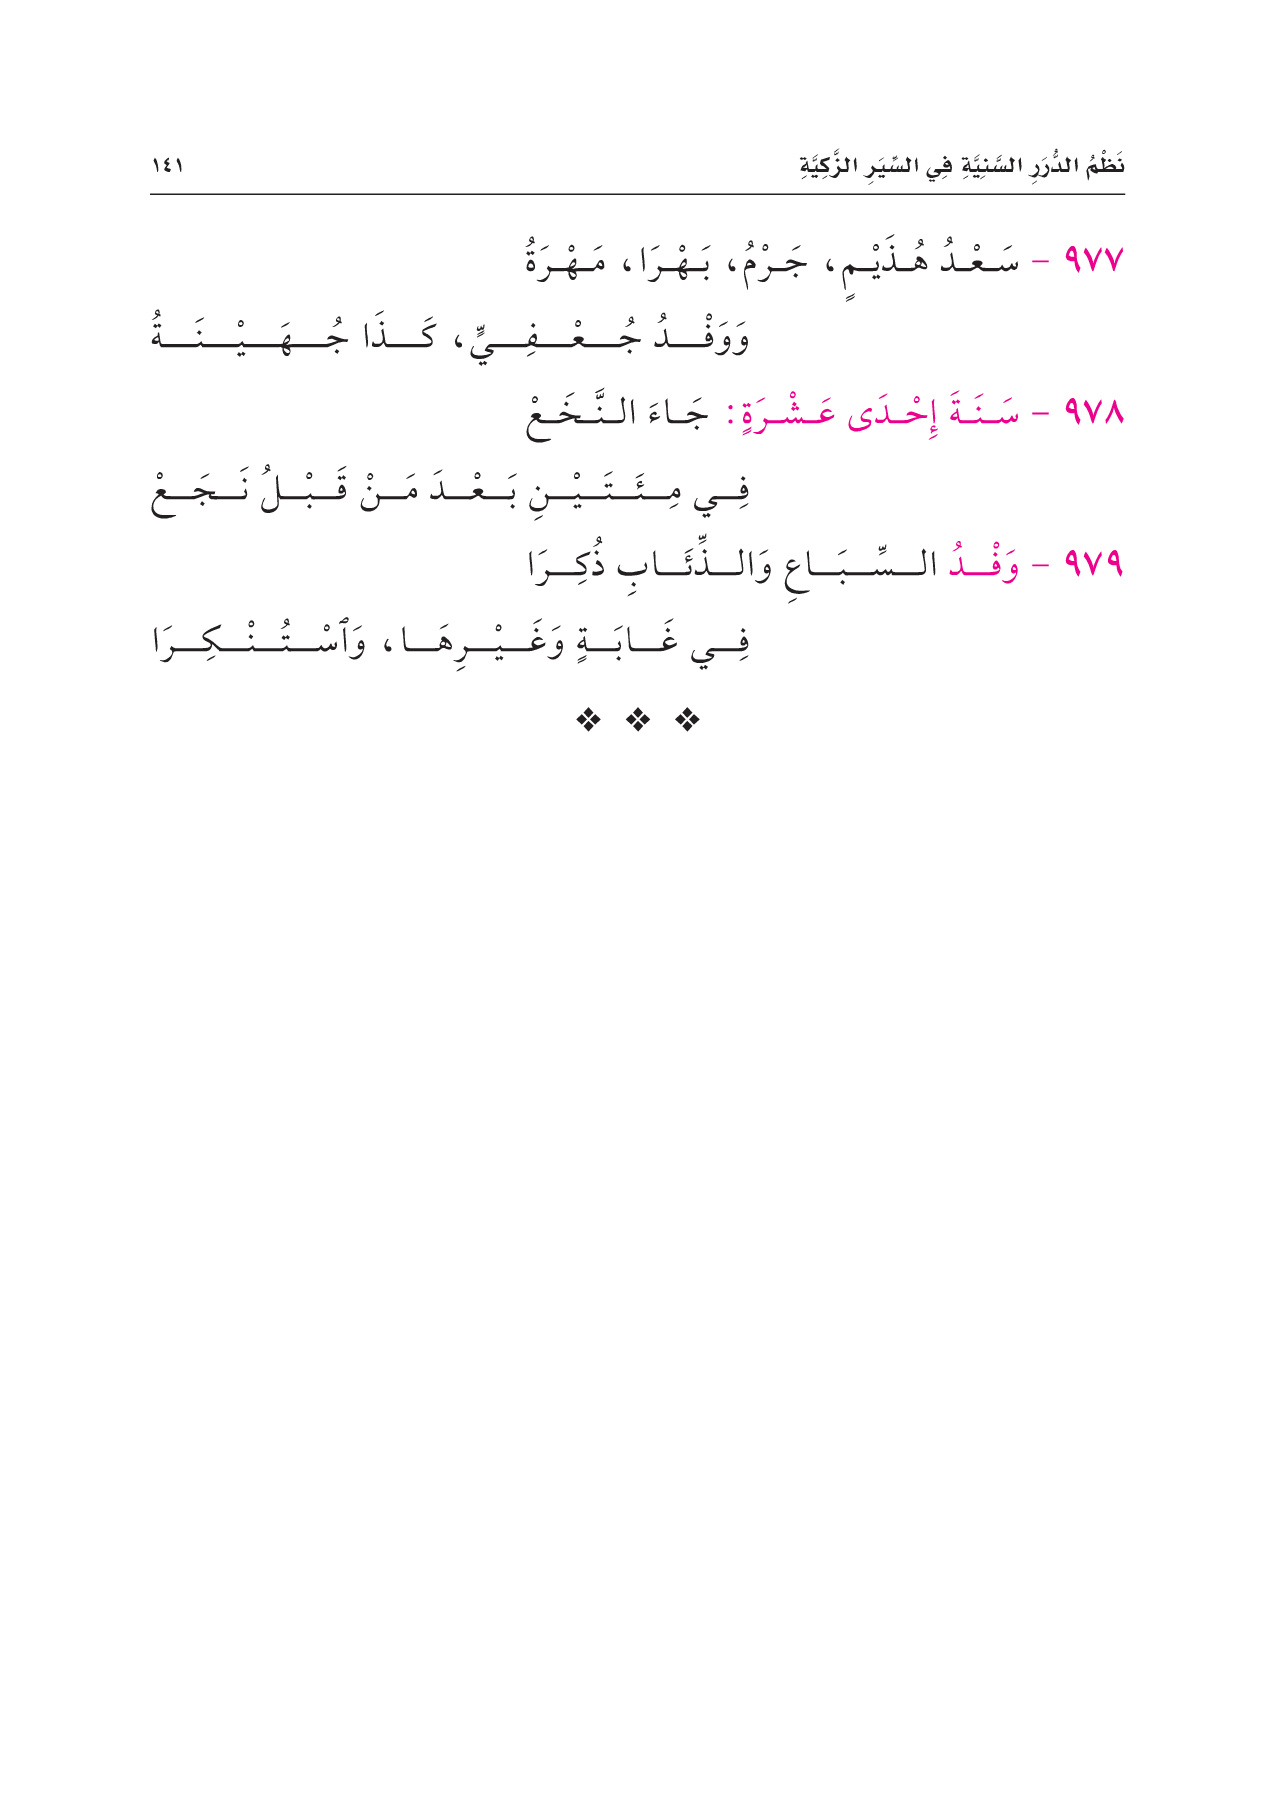 نَظْمُ الدُّرَرِ السَّنِيَّةِ فِي السِّيَرِ الزَّكِيَّةِ ١٤١
٩٧٧ - سَعْدُ هُذَيْمٍ، جَرْمُ، بَهْرَا، مَهْرَةُ
وَوَفْدُ جُعْفِيٍّ، كَذَا جُهَيْنَةُ
٩٧٨ - سَنَةَ إِحْدَى عَشْرَةٍ: جَاءَ النَّخَعْ
فِي مِئَتَيْنِ بَعْدَ مَنْ قَبْلُ نَجَعْ
٩٧٩ - وَفْدُ السِّبَاعِ وَالذِّئَابِ ذُكِرَا
فِي غَابَةٍ وَغَيْرِهَا، وَٱسْتُنْكِرَا